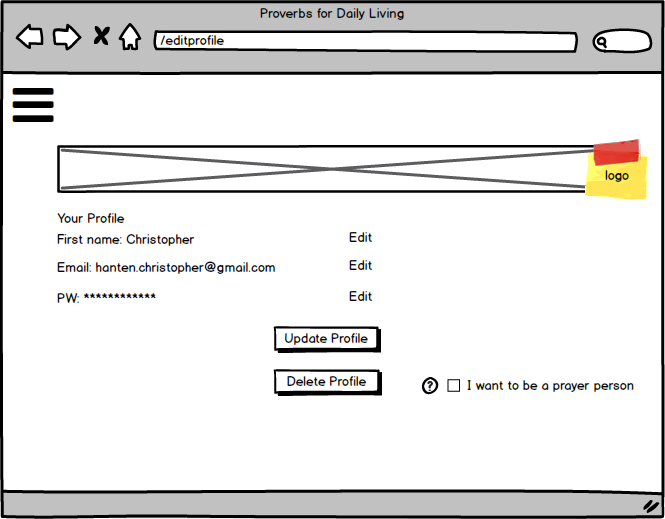 Proverbs for Daily Living
/editprofile
logo
Your Profile
First name: Christopher Edit
Email: hanten.christopher@gmail.com Edit
PW: ************ Edit
Update Profile
Delete Profile
? I want to be a prayer person